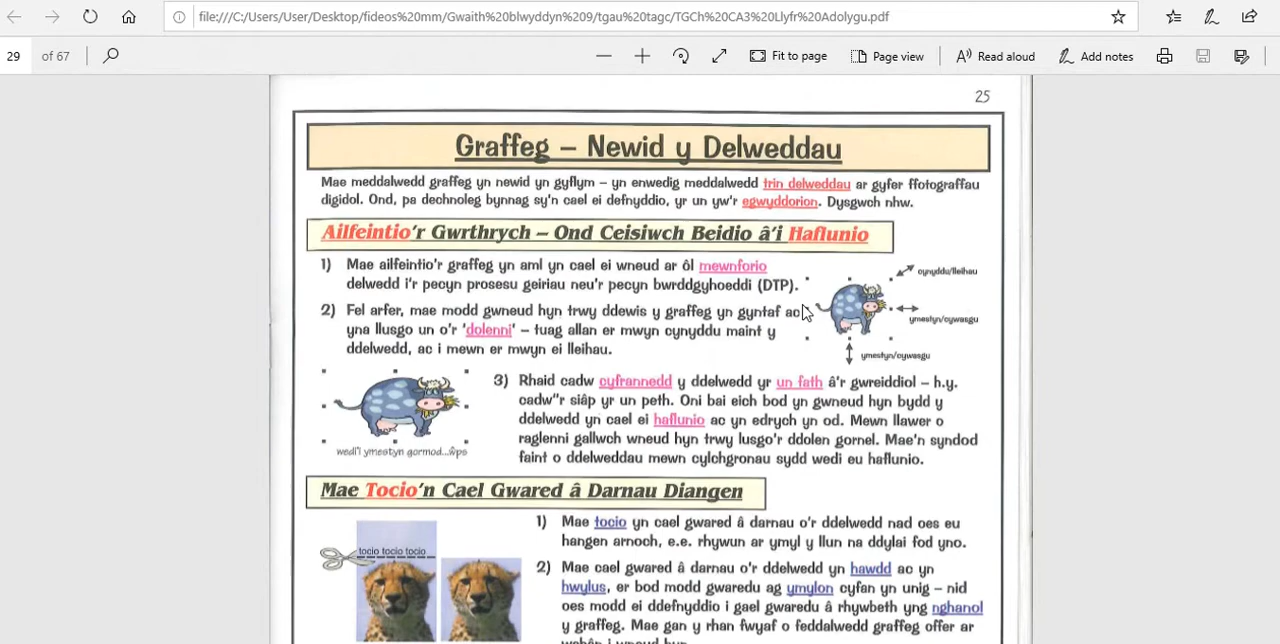 file:///C:/Users/User/Desktop/fideos%20mm/Gwaith%20blwyddyn%209/tgau%20tagc/TGCh%20CA3%20Llyfr%20Adolygu.pdf
29 of 67
Fit to page
Page view
Read aloud
Add notes
25
Graffeg – Newid y Delweddau
Mae meddalwedd graffeg yn newid yn gyflym – yn enwedig meddalwedd trin delweddau ar gyfer ffotograffau
digidol. Ond, pa dechnoleg bynnag sy'n cael ei defnyddio, yr un yw'r egwyddorion. Dysgwch nhw.
Ailfeintio'r Gwrthrych – Ond Ceisiwch Beidio â'i Haflunio
1) Mae ailfeintio'r graffeg yn aml yn cael ei wneud ar ôl mewnforio
delwedd i'r pecyn prosesu geiriau neu'r pecyn bwrddgyhoeddi (DTP).
2) Fel arfer, mae modd gwneud hyn trwy ddewis y graffeg yn gyntaf ac
yna llusgo un o'r 'dolenni' – tuag allan er mwyn cynyddu maint y
ddelwedd, ac i mewn er mwyn ei lleihau.
cynyddu/lleihau
ymestyn/cywasgu
ymestyn/cywasgu
3) Rhaid cadw cyfrannedd y ddelwedd yr un fath â'r gwreiddiol – h.y.
cadw"r siâp yr un peth. Oni bai eich bod yn gwneud hyn bydd y
ddelwedd yn cael ei haflunio ac yn edrych yn od. Mewn llawer o
raglenni gallwch wneud hyn trwy lusgo'r ddolen gornel. Mae'n syndod
faint o ddelweddau mewn cylchgronau sydd wedi eu haflunio.
wedi'i ymestyn gormod...ŵps
Mae Tocio'n Cael Gwared â Darnau Diangen
tocio tocio tocio
1) Mae tocio yn cael gwared â darnau o'r ddelwedd nad oes eu
hangen arnoch, e.e. rhywun ar ymyl y llun na ddylai fod yno.
2) Mae cael gwared â darnau o'r ddelwedd yn hawdd ac yn
hwylus, er bod modd gwaredu ag ymylon cyfan yn unig – nid
oes modd ei ddefnyddio i gael gwaredu â rhywbeth yng nghanol
y graffeg. Mae gan y rhan fwyaf o feddalwedd graffeg offer ar